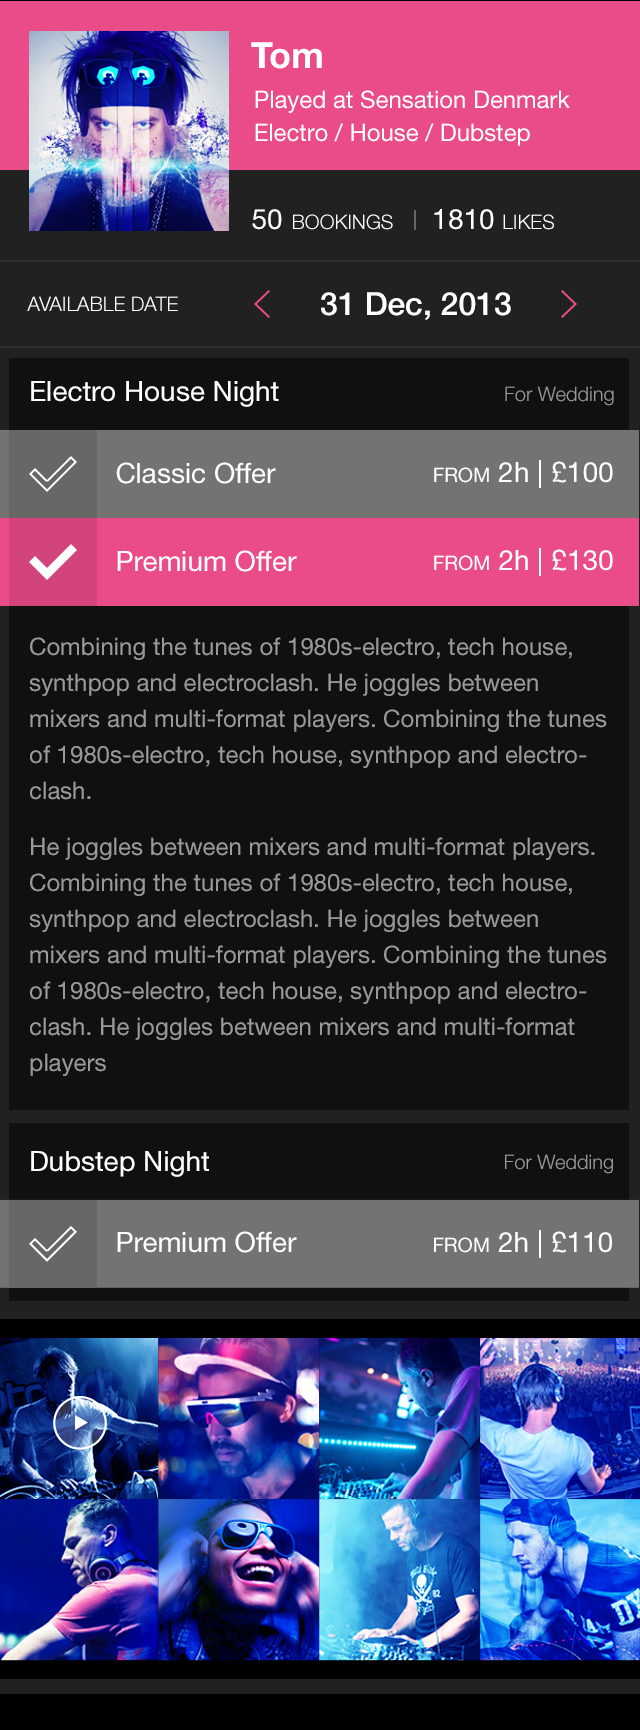 Tom
Played at Sensation Denmark
Electro / House / Dubstep
50 BOOKINGS | 1810 LIKES
AVAILABLE DATE 31 Dec, 2013
Electro House Night For Wedding
Classic Offer FROM 2h | £100
Premium Offer FROM 2h | £130
Combining the tunes of 1980s-electro, tech house,
synthpop and electroclash. He joggles between
mixers and multi-format players. Combining the tunes
of 1980s-electro, tech house, synthpop and electro-
clash.
He joggles between mixers and multi-format players.
Combining the tunes of 1980s-electro, tech house,
synthpop and electroclash. He joggles between
mixers and multi-format players. Combining the tunes
of 1980s-electro, tech house, synthpop and electro-
clash. He joggles between mixers and multi-format
players
Dubstep Night For Wedding
Premium Offer FROM 2h | £110